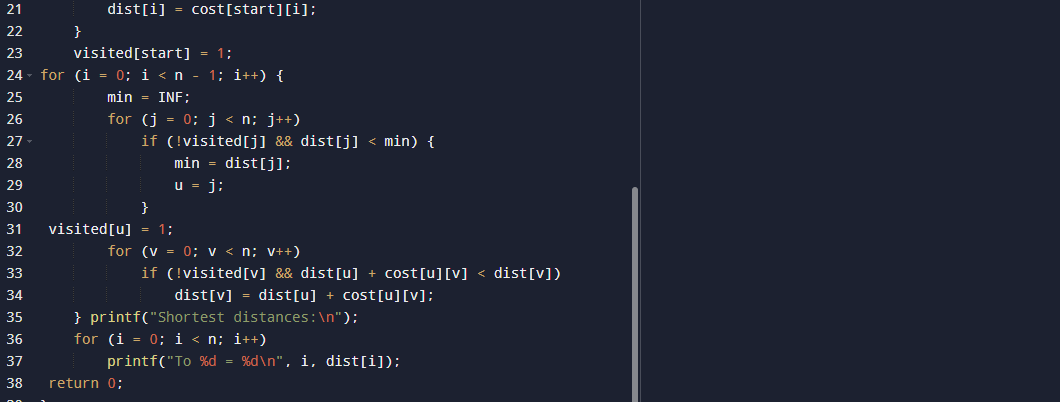 21         dist[i] = cost[start][i];
22     }
23     visited[start] = 1;
24 for (i = 0; i < n - 1; i++) {
25         min = INF;
26         for (j = 0; j < n; j++)
27             if (!visited[j] && dist[j] < min) {
28                 min = dist[j];
29                 u = j;
30             }
31  visited[u] = 1;
32         for (v = 0; v < n; v++)
33             if (!visited[v] && dist[u] + cost[u][v] < dist[v])
34                 dist[v] = dist[u] + cost[u][v];
35     } printf("Shortest distances:\n");
36     for (i = 0; i < n; i++)
37         printf("To %d = %d\n", i, dist[i]);
38  return 0;